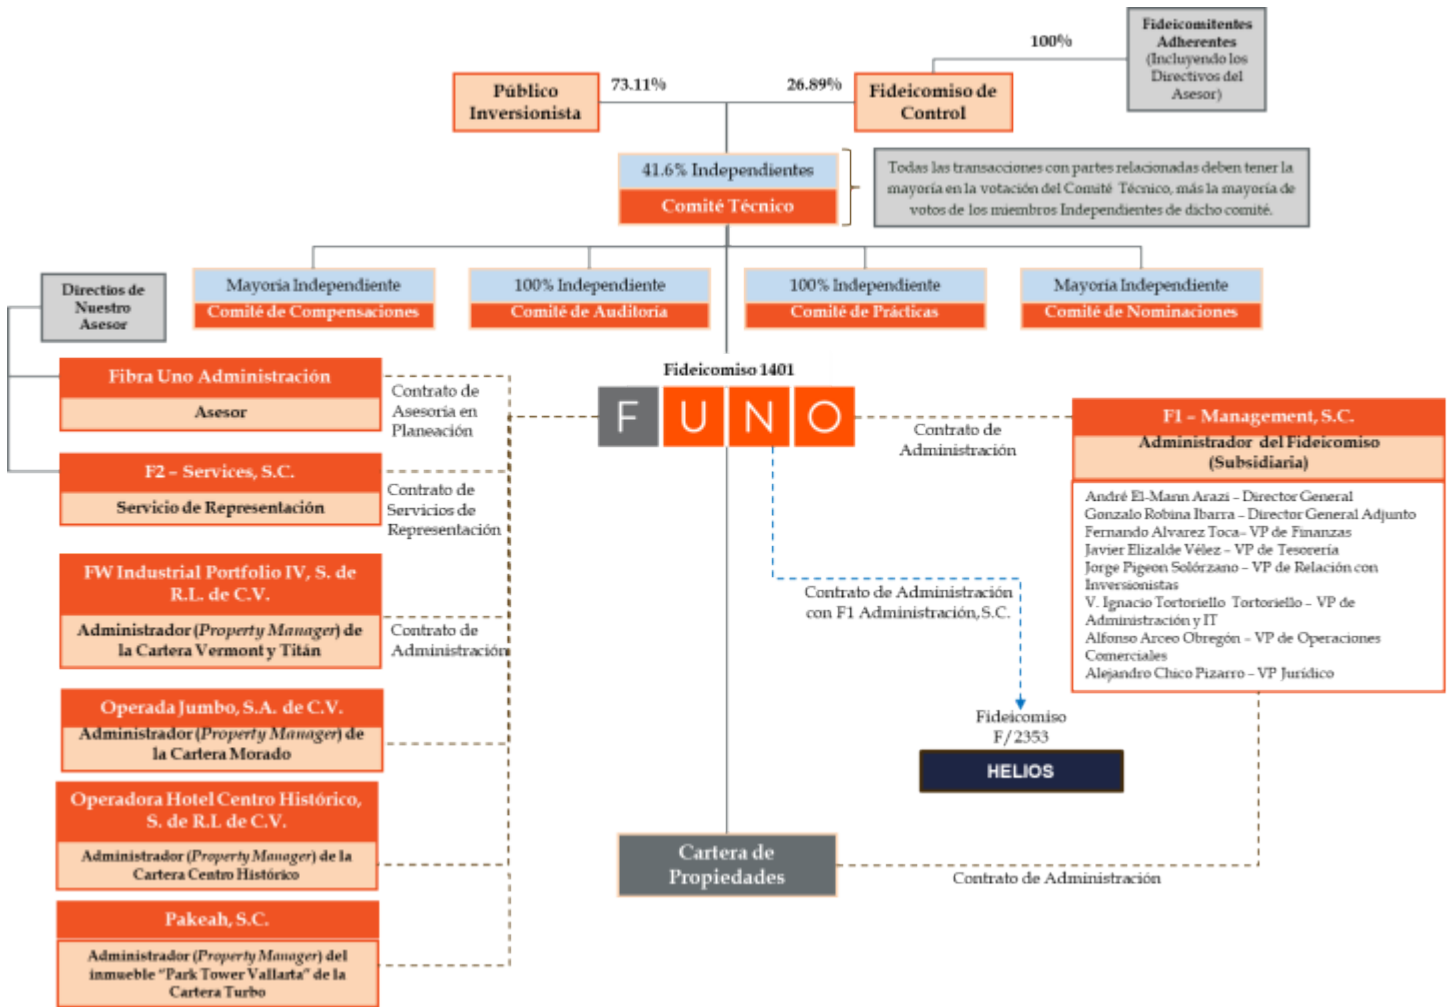 Fideicomitentes
Adherentes
(Incluyendo los
Directivos del
Asesor)
100%
Público
Inversionista
73.11%
26.89%
Fideicomiso de
Control
41.6% Independientes
Comité Técnico
Todas las transacciones con partes relacionadas deben tener la
mayoría en la votación del Comité Técnico, más la mayoría de
votos de los miembros Independientes de dicho comité.
Mayoría Independiente
Comité de Compensaciones
100% Independiente
Comité de Auditoria
100% Independiente
Comité de Prácticas
Mayoría Independiente
Comité de Nominaciones
Directios de
Nuestro
Asesor
Fibra Uno Administración
Asesor
Contrato de
Asesoría en
Planeación
F2 – Services, S.C.
Servicio de Representación
Contrato de
Servicios de
Representación
FW Industrial Portfolio IV, S. de
R.L. de C.V.
Administrador (Property Manager) de
la Cartera Vermont y Titán
Contrato de
Administración
Operada Jumbo, S.A. de C.V.
Administrador (Property Manager) de
la Cartera Morado
Operadora Hotel Centro Histórico,
S. de R.L de C.V.
Administrador (Property Manager) de la
Cartera Centro Histórico
Pakeah, S.C.
Administrador (Property Manager) del
inmueble “Park Tower Vallarta” de la
Cartera Turbo
Fideicomiso 1401
FUNO
Contrato de
Administración
F1 – Management, S.C.
Administrador del Fideicomiso
(Subsidiaria)
André El-Mann Arazi – Director General
Gonzalo Robina Ibarra – Director General Adjunto
Fernando Alvarez Toca– VP de Finanzas
Javier Elizalde Vélez – VP de Tesorería
Jorge Pigeon Solórzano – VP de Relación con
Inversionistas
V. Ignacio Tortoriello Tortoriello – VP de
Administración y IT
Alfonso Arceo Obregón – VP de Operaciones
Comerciales
Alejandro Chico Pizarro – VP Jurídico
Contrato de Administración
con F1 Administración, S.C.
Fideicomiso
F/2353
HELIOS
Cartera de
Propiedades
Contrato de Administración